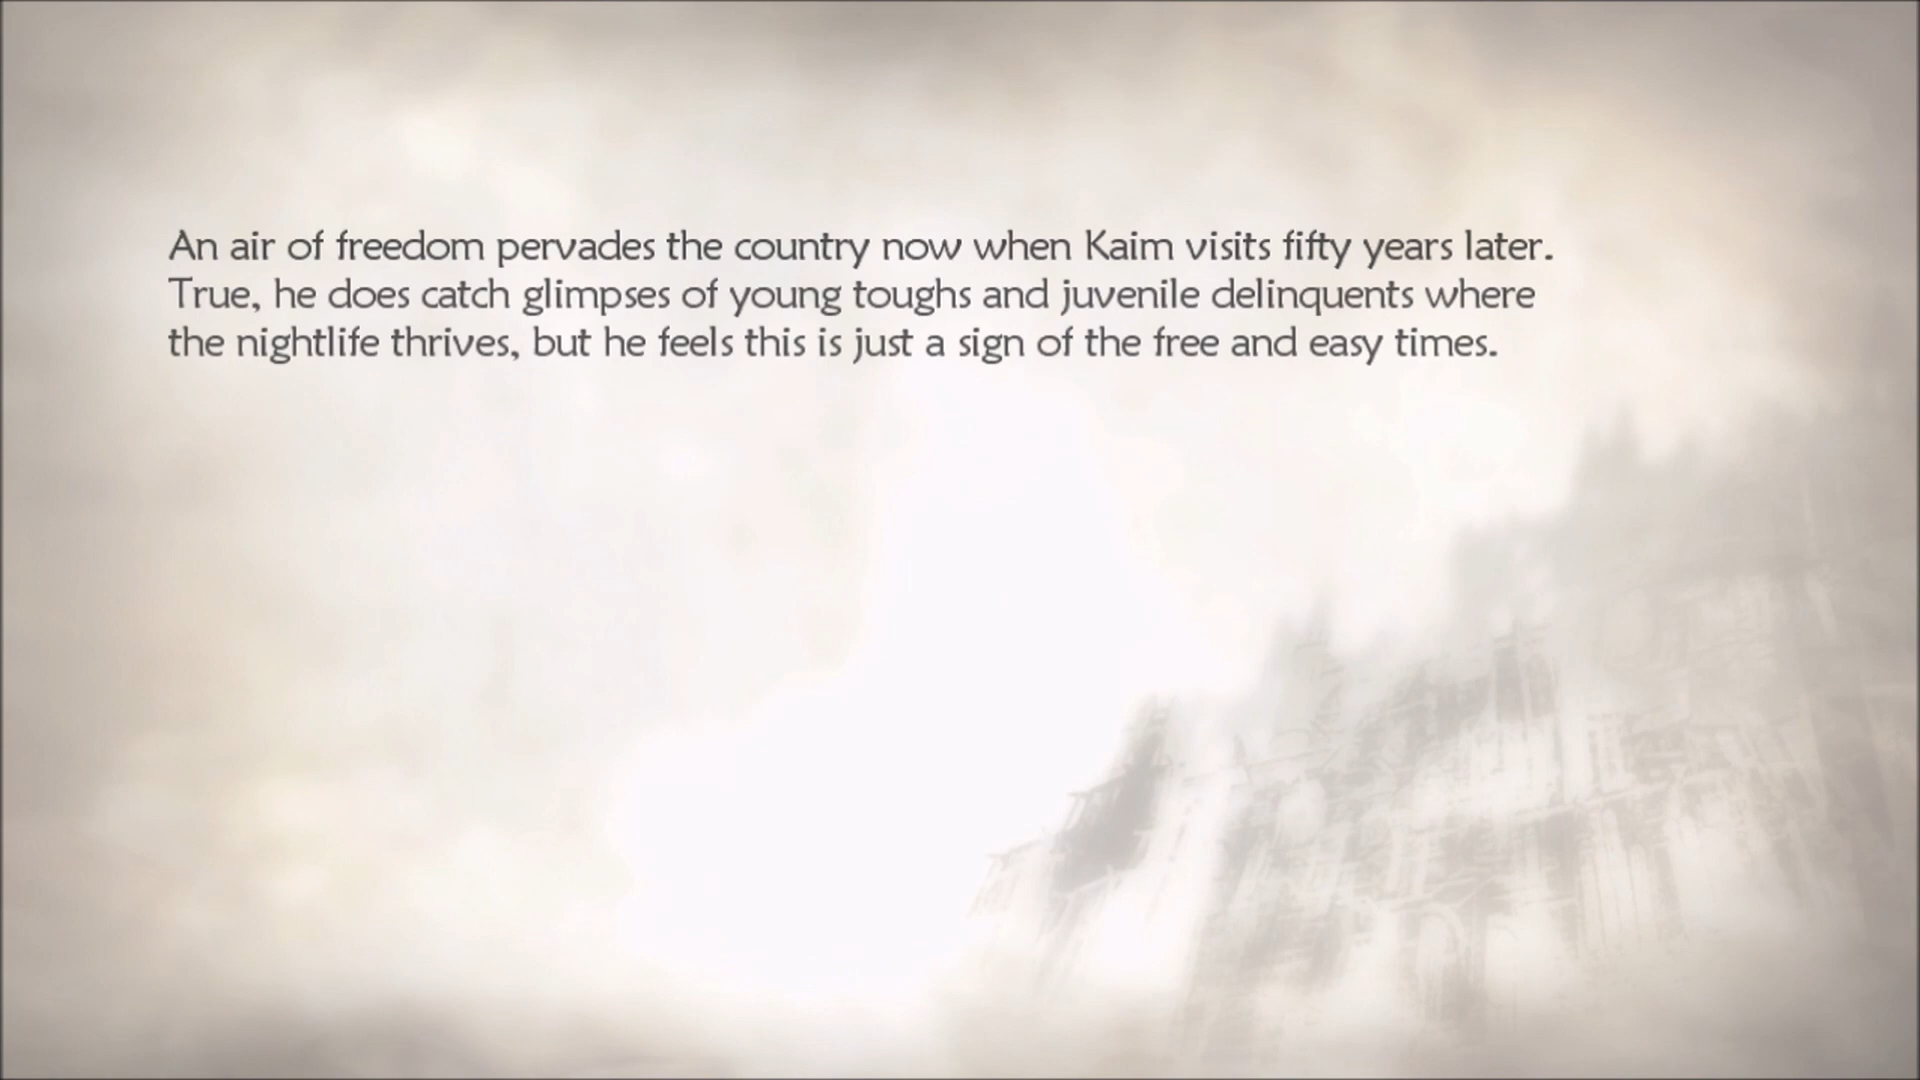 An air of freedom pervades the country now when Kaim visits fifty years later.
True, he does catch glimpses of young toughs and juvenile delinquents where
the nightlife thrives, but he feels this is just a sign of the free and easy times.